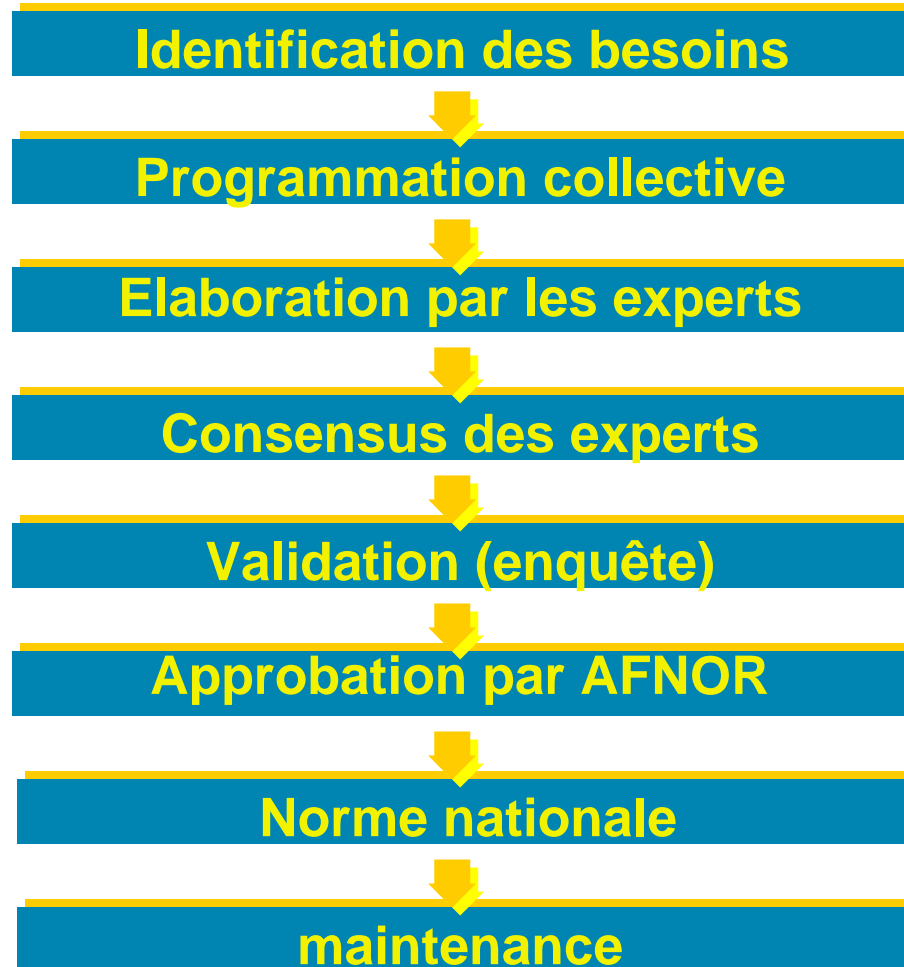 Identification des besoins
Programmation collective
Elaboration par les experts
Consensus des experts
Validation (enquête)
Approbation par AFNOR
Norme nationale
maintenance